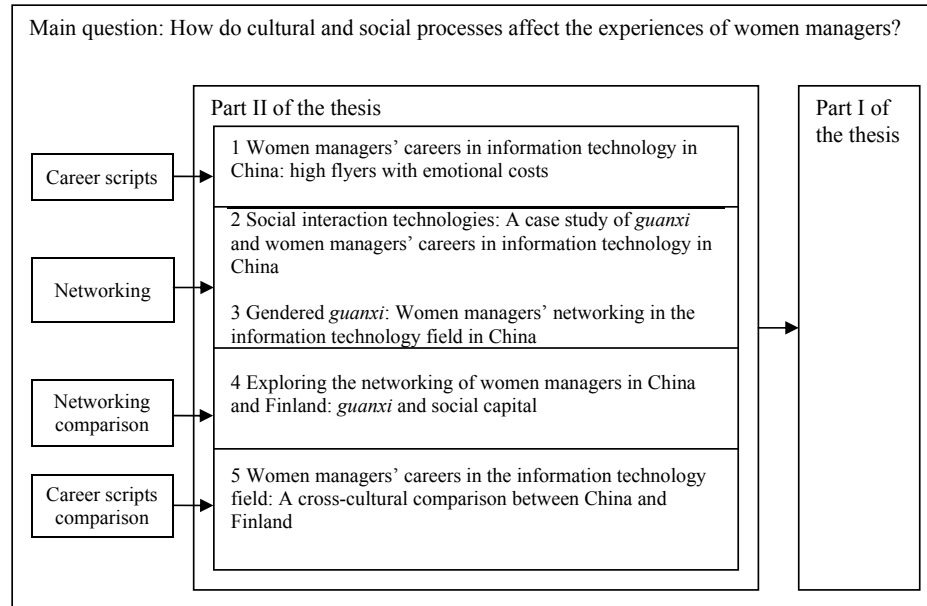 Main question: How do cultural and social processes affect the experiences of women managers?
Part II of the thesis
Part I of
the thesis
Career scripts
1 Women managers’ careers in information technology in
China: high flyers with emotional costs
Networking
2 Social interaction technologies: A case study of guanxi
and women managers’ careers in information technology in
China
3 Gendered guanxi: Women managers’ networking in the
information technology field in China
Networking
comparison
4 Exploring the networking of women managers in China
and Finland: guanxi and social capital
Career scripts
comparison
5 Women managers’ careers in the information technology
field: A cross-cultural comparison between China and
Finland